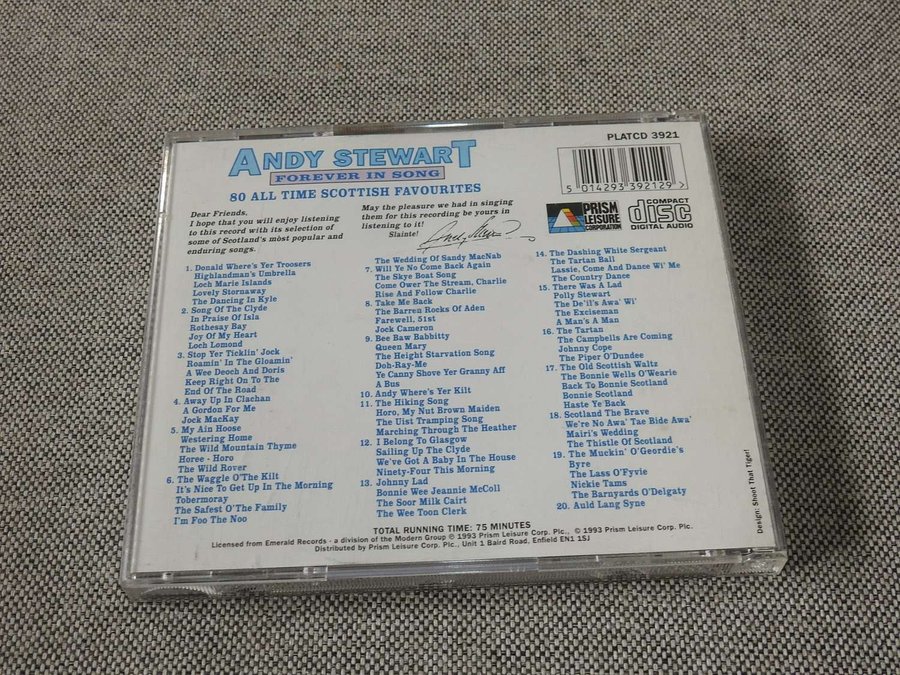 PLATCD 3921
ANDY STEWART
FOREVER IN SONG
80 ALL TIME SCOTTISH FAVOURITES
5 014293 392129 >
PRISM
LEISURE
CORPORATION
COMPACT
disc
DIGITAL AUDIO
Dear Friends.
I hope that you will enjoy listening
to this record with its selection of
some of Scotland's most popular and
enduring songs.
May the pleasure we had in singing
them for this recording be yours in
listening to it!
Slainte!
1. Donald Where's Yer Troosers
Highlandman's Umbrella
Loch Marie Islands
Lovely Stornaway
The Dancing In Kyle
2. Song Of The Clyde
In Praise Of Isla
Rothesay Bay
Joy Of My Heart
Loch Lomond
3. Stop Yer Ticklin' Jock
Roamin' In The Gloamin'
A Wee Deoch And Doris
Keep Right On To The
End Of The Road
4. Away Up In Clachan
A Gordon For Me
Jock MacKay
5. My Ain Hoose
Westering Home
The Wild Mountain Thyme
Horee - Horo
The Wild Rover
6. The Waggle O'The Kilt
It's Nice To Get Up In The Morning
Tobermoray
The Safest O'The Family
I'm Foo The Noo
The Wedding Of Sandy MacNab
7. Will Ye No Come Back Again
The Skye Boat Song
Come Ower The Stream, Charlie
Rise And Follow Charlie
8. Take Me Back
The Barren Rocks Of Aden
Farewell, 51st
Jock Cameron
9. Bee Baw Babbitty
Queen Mary
The Height Starvation Song
Doh-Ray-Me
Ye Canny Shove Yer Granny Aff
A Bus
10. Andy Where's Yer Kilt
11. The Hiking Song
Horo, My Nut Brown Maiden
The Uist Tramping Song
Marching Through the Heather
12. I Belong To Glasgow
Sailing Up The Clyde
We've Got A Baby In The House
Ninety-Four This Morning
13. Johnny Lad
Bonnie Wee Jeannie McColl
The Soor Milk Cairt
The Wee Toon Clerk
14. The Dashing White Sergeant
The Tartan Ball
Lassie, Come And Dance Wi' Me
The Country Dance
15. There Was A Lad
Polly Stewart
The De'il's Awa' Wi'
The Exciseman
A Man's A Man
16. The Tartan
The Campbells Are Coming
Johnny Cope
The Piper O'Dundee
17. The Old Scottish Waltz
The Bonnie Wells O'Wearie
Back To Bonnie Scotland
Bonnie Scotland
Haste Ye Back
18. Scotland The Brave
We're No Awa' Tae Bide Awa'
Mairi's Wedding
The Thistle Of Scotland
19. The Muckin' O'Geordie's
Byre
The Lass O'Fyvie
Nickie Tams
The Barnyards O'Delgaty
20. Auld Lang Syne
TOTAL RUNNING TIME: 75 MINUTES
Licensed from Emerald Records - a division of the Modern Group ℗ 1993 Prism Leisure Corp. Plc., © 1993 Prism Leisure Corp. Plc.
Distributed by Prism Leisure Corp. Plc., Unit 1 Baird Road, Enfield EN1 1SJ
Design: Shoot That Tiger!